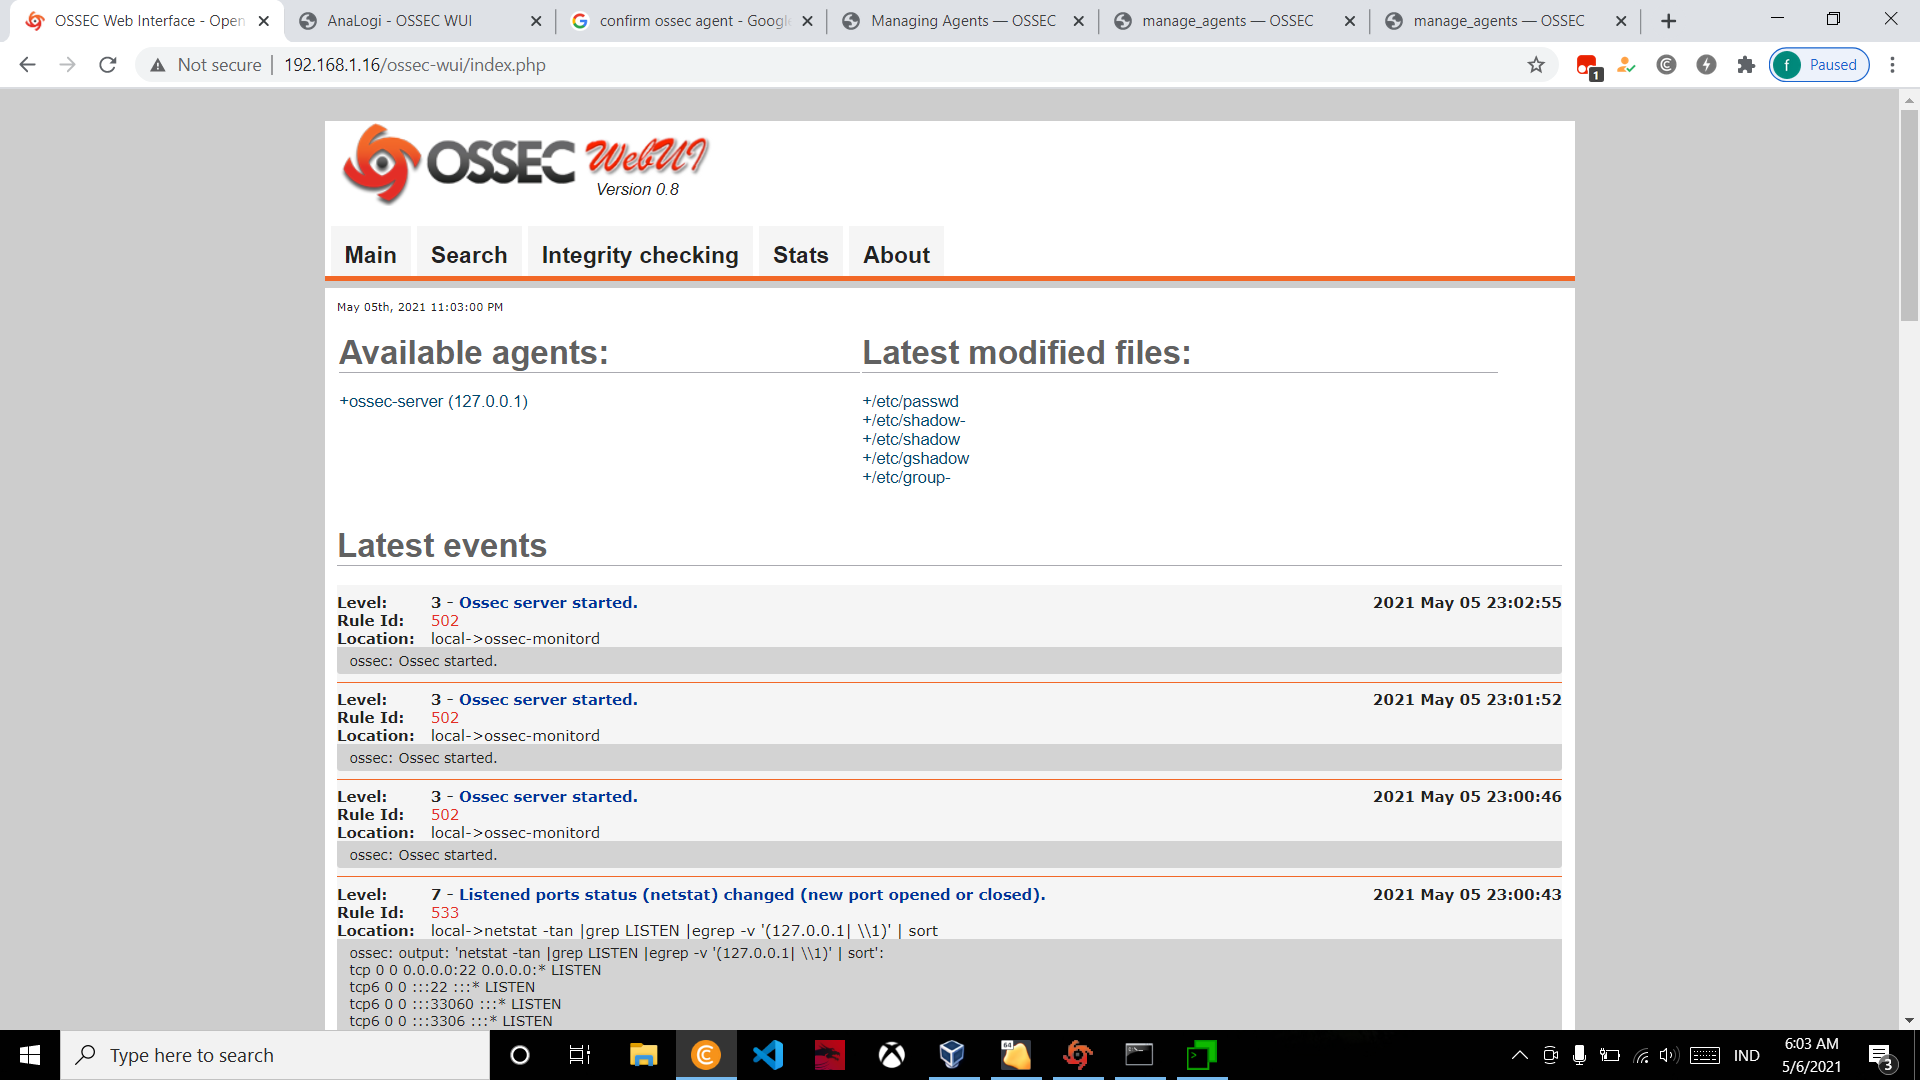 OSSEC Web Interface - Open
AnaLogi - OSSEC WUI
confirm ossec agent - Google
Managing Agents — OSSEC
manage_agents — OSSEC
manage_agents — OSSEC
Not secure
192.168.1.16/ossec-wui/index.php
1
f
Paused
OSSEC WebUI
Version 0.8
Main
Search
Integrity checking
Stats
About
May 05th, 2021 11:03:00 PM
Available agents:
+ossec-server (127.0.0.1)
Latest modified files:
+/etc/passwd
+/etc/shadow-
+/etc/shadow
+/etc/gshadow
+/etc/group-
Latest events
Level: 3 - Ossec server started. 2021 May 05 23:02:55
Rule Id: 502
Location: local->ossec-monitord
ossec: Ossec started.
Level: 3 - Ossec server started. 2021 May 05 23:01:52
Rule Id: 502
Location: local->ossec-monitord
ossec: Ossec started.
Level: 3 - Ossec server started. 2021 May 05 23:00:46
Rule Id: 502
Location: local->ossec-monitord
ossec: Ossec started.
Level: 7 - Listened ports status (netstat) changed (new port opened or closed). 2021 May 05 23:00:43
Rule Id: 533
Location: local->netstat -tan |grep LISTEN |egrep -v '(127.0.0.1| \\1)' | sort
ossec: output: 'netstat -tan |grep LISTEN |egrep -v '(127.0.0.1| \\1)' | sort':
tcp 0 0 0.0.0.0:22 0.0.0.0:* LISTEN
tcp6 0 0 :::22 :::* LISTEN
tcp6 0 0 :::33060 :::* LISTEN
tcp6 0 0 :::3306 :::* LISTEN
Type here to search
64
IND
6:03 AM
5/6/2021
3